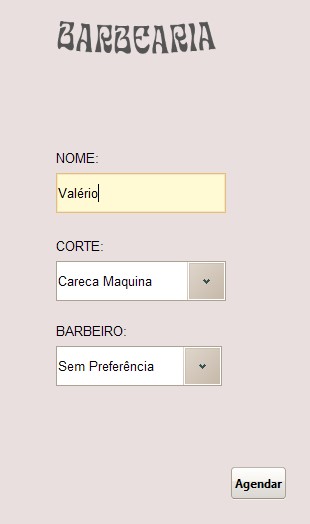 BARBEARIA
NOME:
Valério
CORTE:
Careca Maquina
BARBEIRO:
Sem Preferência
Agendar